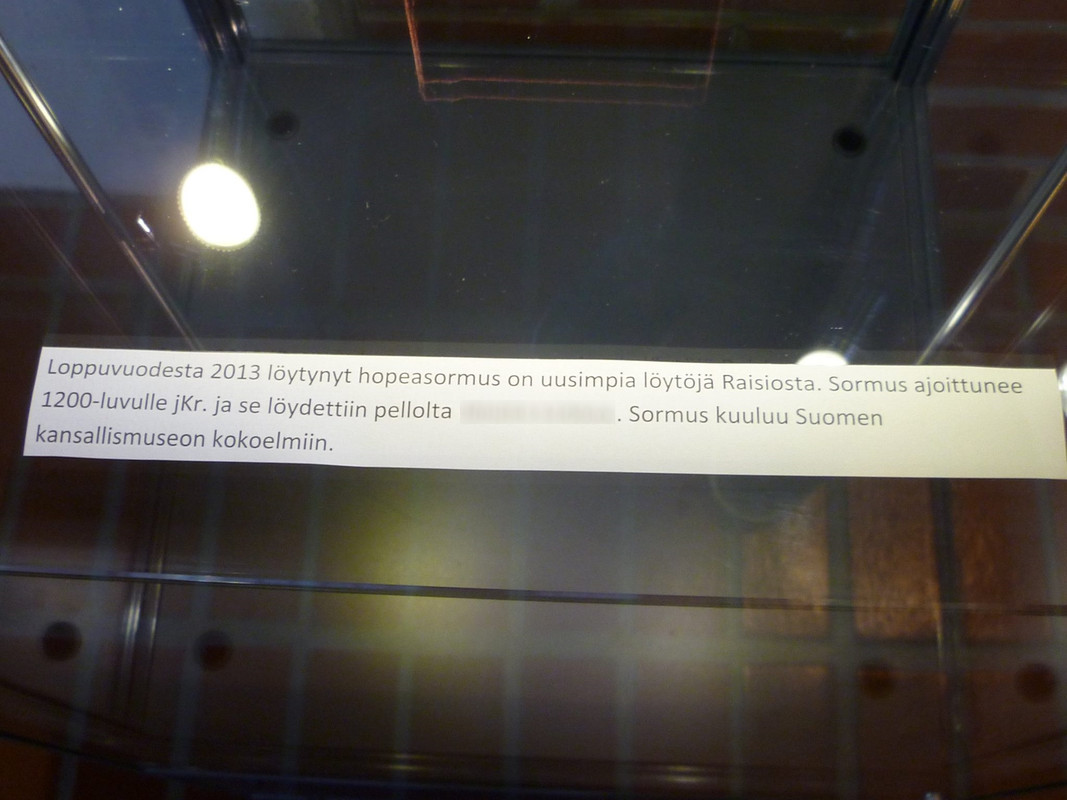 Loppuvuodesta 2013 löytynyt hopeasormus on uusimpia löytöjä Raisiosta. Sormus ajoittunee
1200-luvulle jKr. ja se löydettiin pellolta . Sormus kuuluu Suomen
kansallismuseon kokoelmiin.